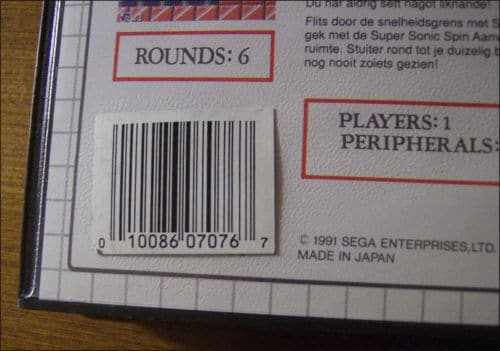 Du har aldrig sett något liknande!
Flits door de snelheidsgrens met S
gek met de Super Sonic Spin Aanv
ruimte. Stuiter rond tot je duizelig b
nog nooit zoiets gezien!
ROUNDS: 6
PLAYERS: 1
PERIPHERALS:
0 10086 07076 7
© 1991 SEGA ENTERPRISES, LTD.
MADE IN JAPAN